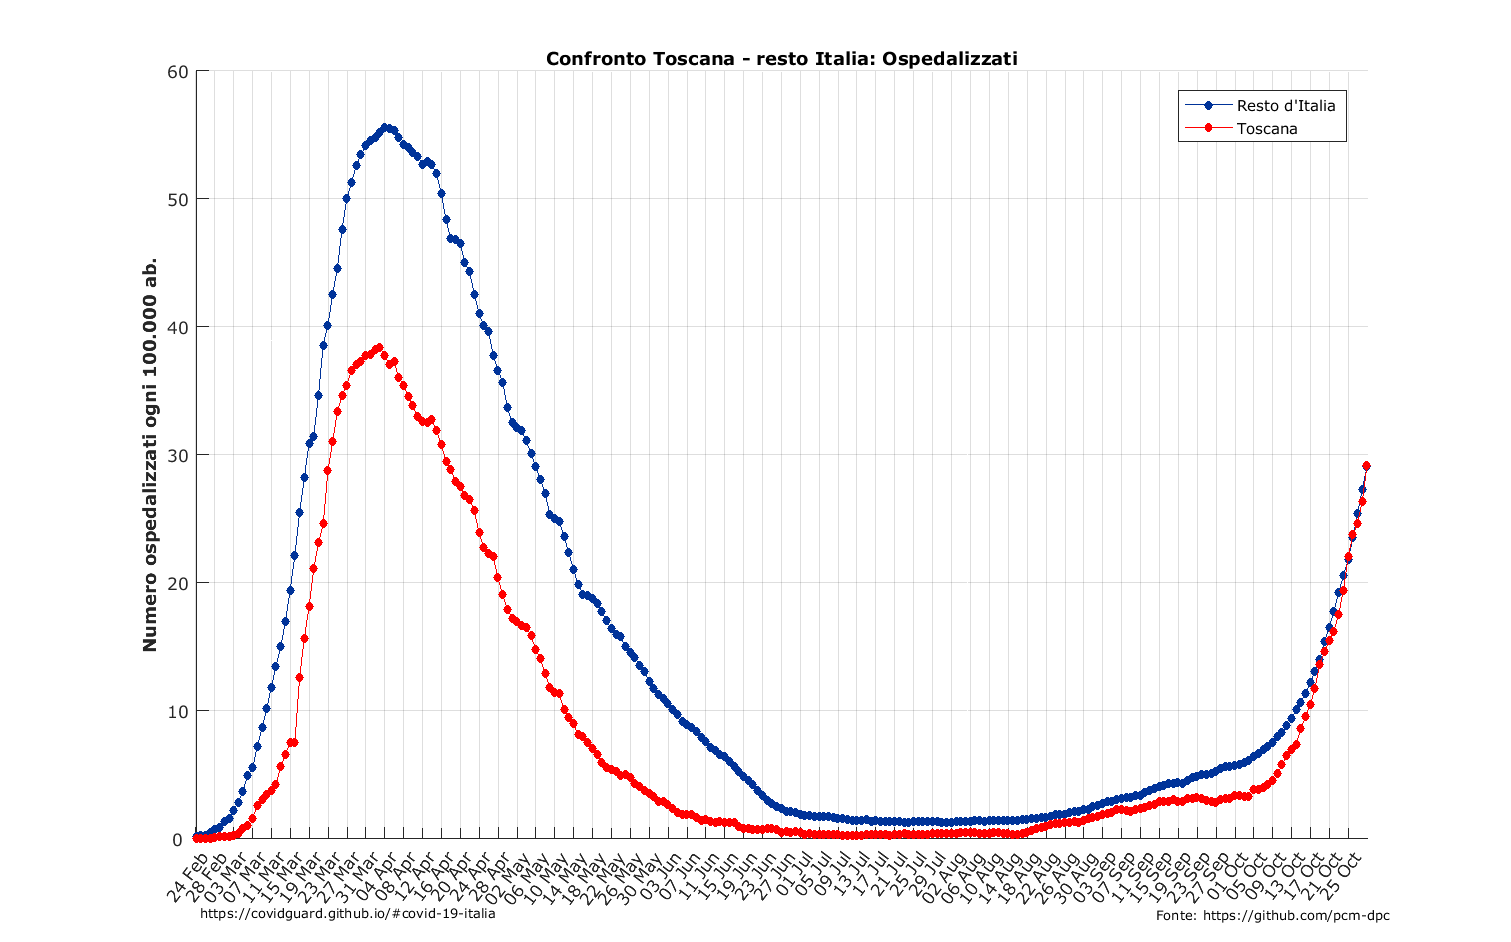 Confronto Toscana - resto Italia: Ospedalizzati
Resto d'Italia
Toscana
Numero ospedalizzati ogni 100.000 ab.
60
50
40
30
20
10
0
24 Feb
28 Feb
03 Mar
07 Mar
11 Mar
15 Mar
19 Mar
23 Mar
27 Mar
31 Mar
04 Apr
08 Apr
12 Apr
16 Apr
20 Apr
24 Apr
28 Apr
02 May
06 May
10 May
14 May
18 May
22 May
26 May
30 May
03 Jun
07 Jun
11 Jun
15 Jun
19 Jun
23 Jun
27 Jun
01 Jul
05 Jul
09 Jul
13 Jul
17 Jul
21 Jul
25 Jul
29 Jul
02 Aug
06 Aug
10 Aug
14 Aug
18 Aug
22 Aug
26 Aug
30 Aug
03 Sep
07 Sep
11 Sep
15 Sep
19 Sep
23 Sep
27 Sep
01 Oct
05 Oct
09 Oct
13 Oct
17 Oct
21 Oct
25 Oct
https://covidguard.github.io/#covid-19-italia
Fonte: https://github.com/pcm-dpc